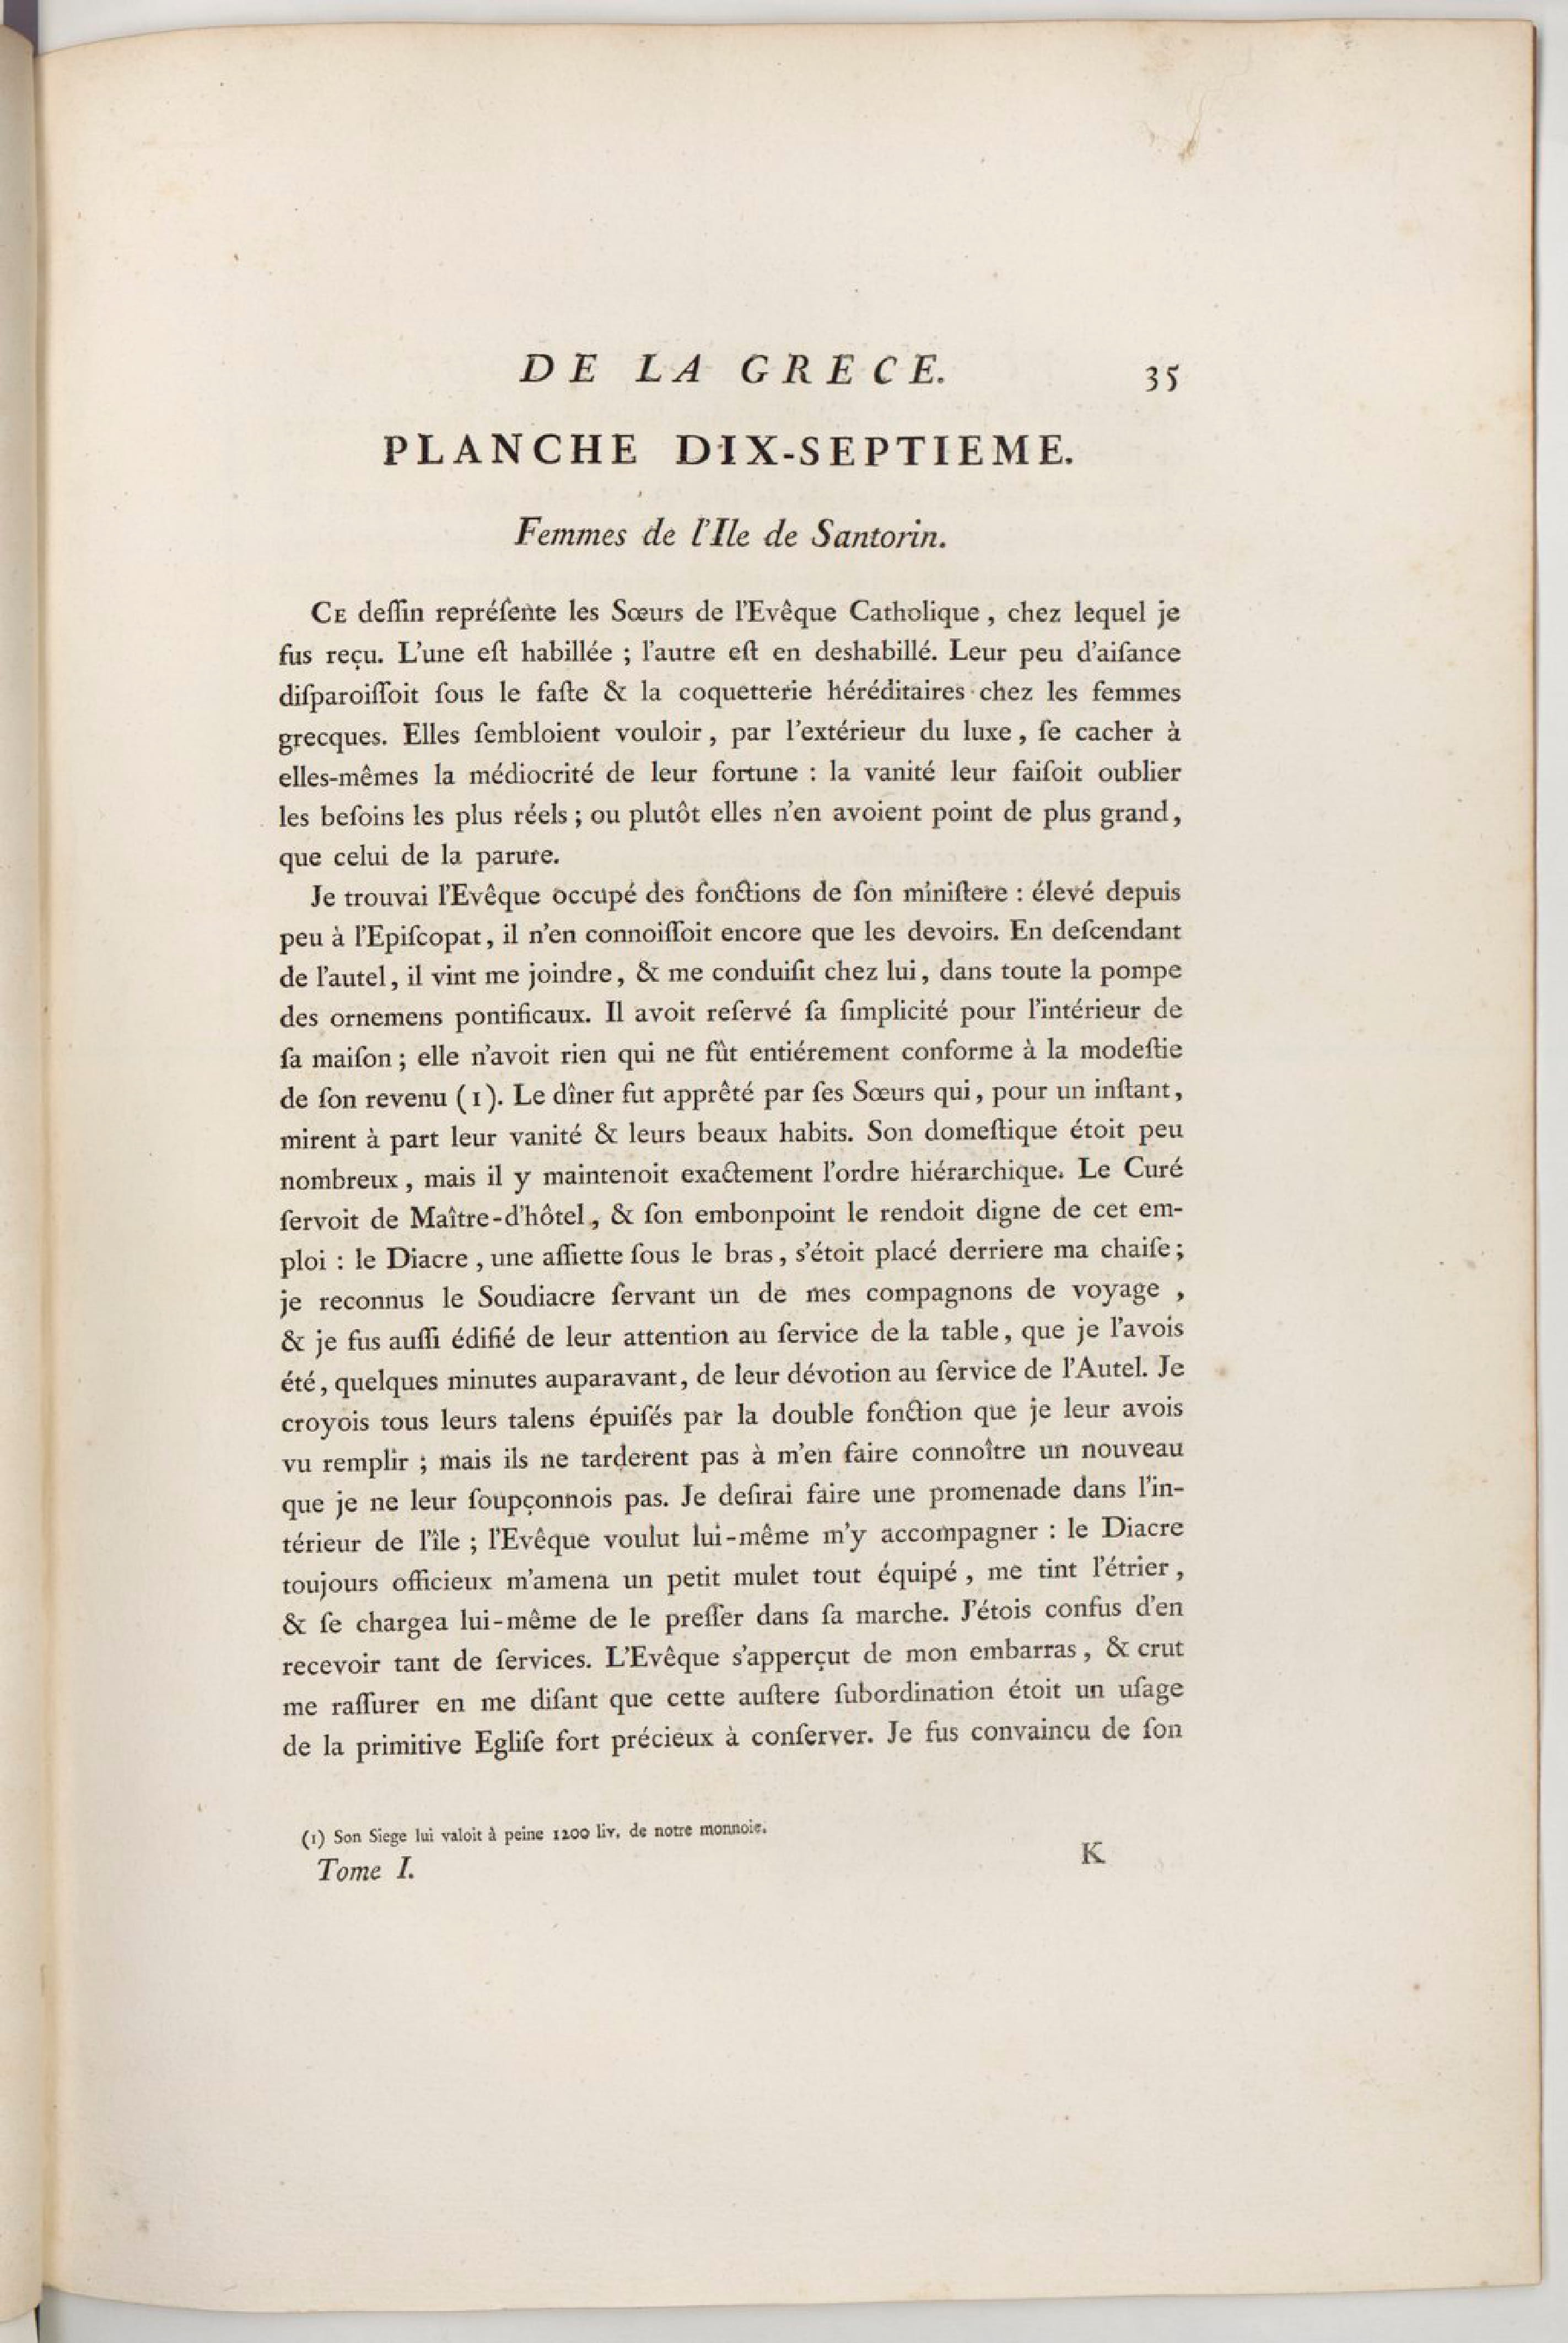 DE LA GRECE. 35
PLANCHE DIX-SEPTIEME.
Femmes de l'Ile de Santorin.
CE deſſin repréſente les Sœurs de l'Evêque Catholique, chez lequel je
fus reçu. L'une eſt habillée ; l'autre eſt en deshabillé. Leur peu d'aiſance
diſparoiſſoit ſous le faſte & la coquetterie héréditaires chez les femmes
grecques. Elles ſembloient vouloir, par l'extérieur du luxe, ſe cacher à
elles-mêmes la médiocrité de leur fortune : la vanité leur faiſoit oublier
les beſoins les plus réels ; ou plutôt elles n'en avoient point de plus grand,
que celui de la parure.
Je trouvai l'Evêque occupé des fonctions de ſon miniſtere : élevé depuis
peu à l'Epiſcopat, il n'en connoiſſoit encore que les devoirs. En deſcendant
de l'autel, il vint me joindre, & me conduiſit chez lui, dans toute la pompe
des ornemens pontificaux. Il avoit reſervé ſa ſimplicité pour l'intérieur de
ſa maiſon ; elle n'avoit rien qui ne fût entiérement conforme à la modeſtie
de ſon revenu (1). Le dîner fut apprêté par ſes Sœurs qui, pour un inſtant,
mirent à part leur vanité & leurs beaux habits. Son domeſtique étoit peu
nombreux, mais il y maintenoit exactement l'ordre hiérarchique. Le Curé
ſervoit de Maître-d'hôtel, & ſon embonpoint le rendoit digne de cet em-
ploi : le Diacre, une aſſiette ſous le bras, s'étoit placé derriere ma chaiſe ;
je reconnus le Soudiacre ſervant un de mes compagnons de voyage ,
& je fus auſſi édifié de leur attention au ſervice de la table, que je l'avois
été, quelques minutes auparavant, de leur dévotion au ſervice de l'Autel. Je
croyois tous leurs talens épuiſés par la double fonction que je leur avois
vu remplir ; mais ils ne tarderent pas à m'en faire connoître un nouveau
que je ne leur ſoupçonnois pas. Je deſirai faire une promenade dans l'in-
térieur de l'île ; l'Evêque voulut lui-même m'y accompagner : le Diacre
toujours officieux m'amena un petit mulet tout équipé, me tint l'étrier,
& ſe chargea lui-même de le preſſer dans ſa marche. J'étois confus d'en
recevoir tant de ſervices. L'Evêque s'apperçut de mon embarras, & crut
me raſſurer en me diſant que cette auſtere ſubordination étoit un uſage
de la primitive Egliſe fort précieux à conſerver. Je fus convaincu de ſon
(1) Son Siege lui valoit à peine 1200 liv. de notre monnoie.
Tome I. K